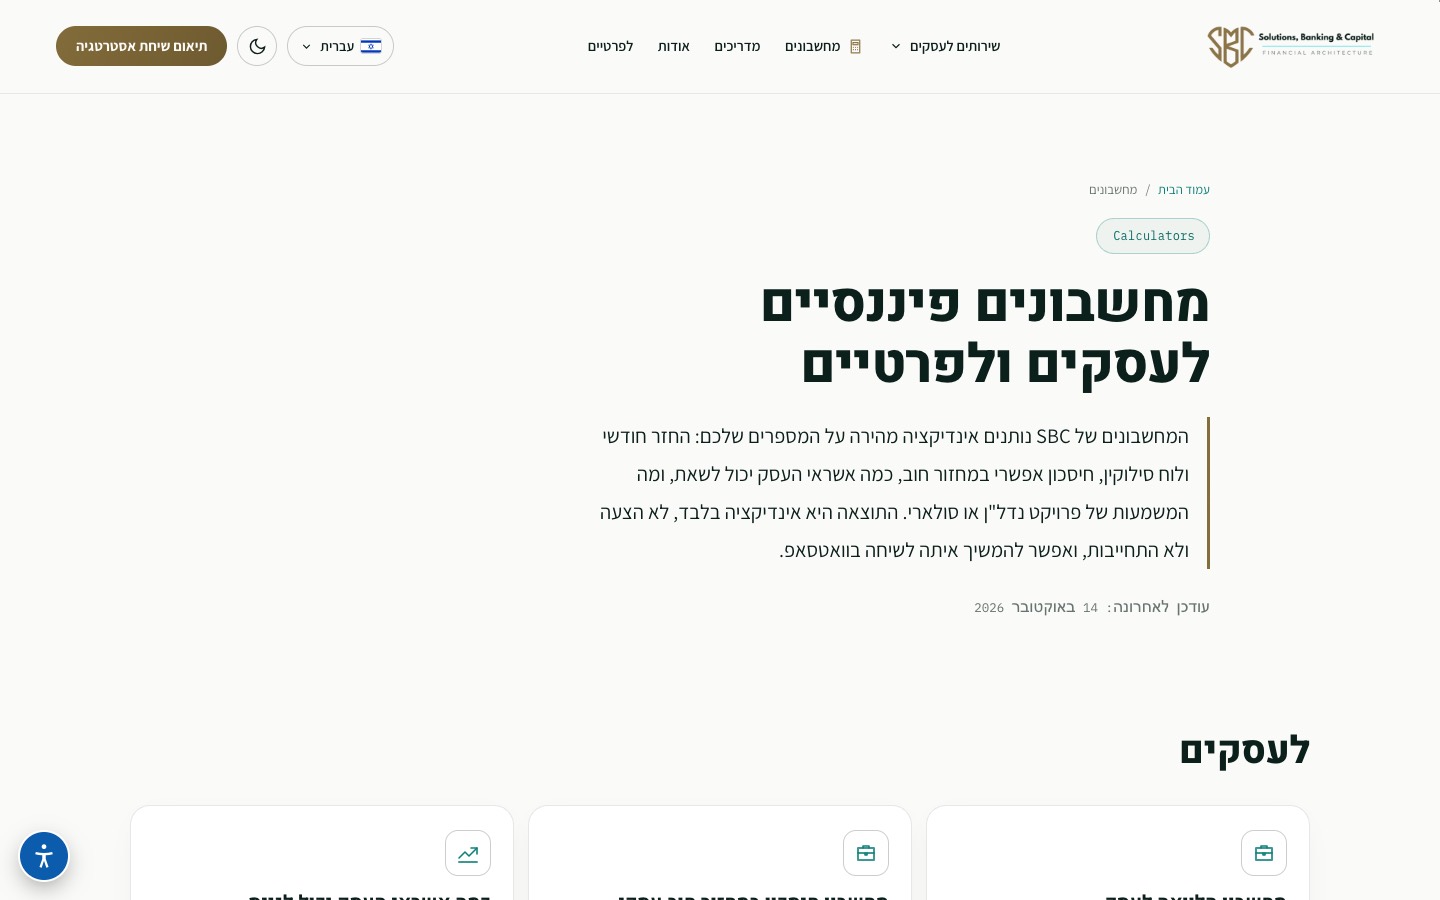 Solutions, Banking & Capital
FINANCIAL ARCHITECTURE
שירותים לעסקים
מחשבונים
מדריכים
אודות
לפרטיים
עברית
תיאום שיחת אסטרטגיה
עמוד הבית / מחשבונים
Calculators
מחשבונים פיננסיים
לעסקים ולפרטיים
המחשבונים של SBC נותנים אינדיקציה מהירה על המספרים שלכם: החזר חודשי
ולוח סילוקין, חיסכון אפשרי במחזור חוב, כמה אשראי העסק יכול לשאת, ומה
המשמעות של פרויקט נדל"ן או סולארי. התוצאה היא אינדיקציה בלבד, לא הצעה
ולא התחייבות, ואפשר להמשיך איתה לשיחה בוואטסאפ.
עודכן לאחרונה: 14 באוקטובר 2026
לעסקים